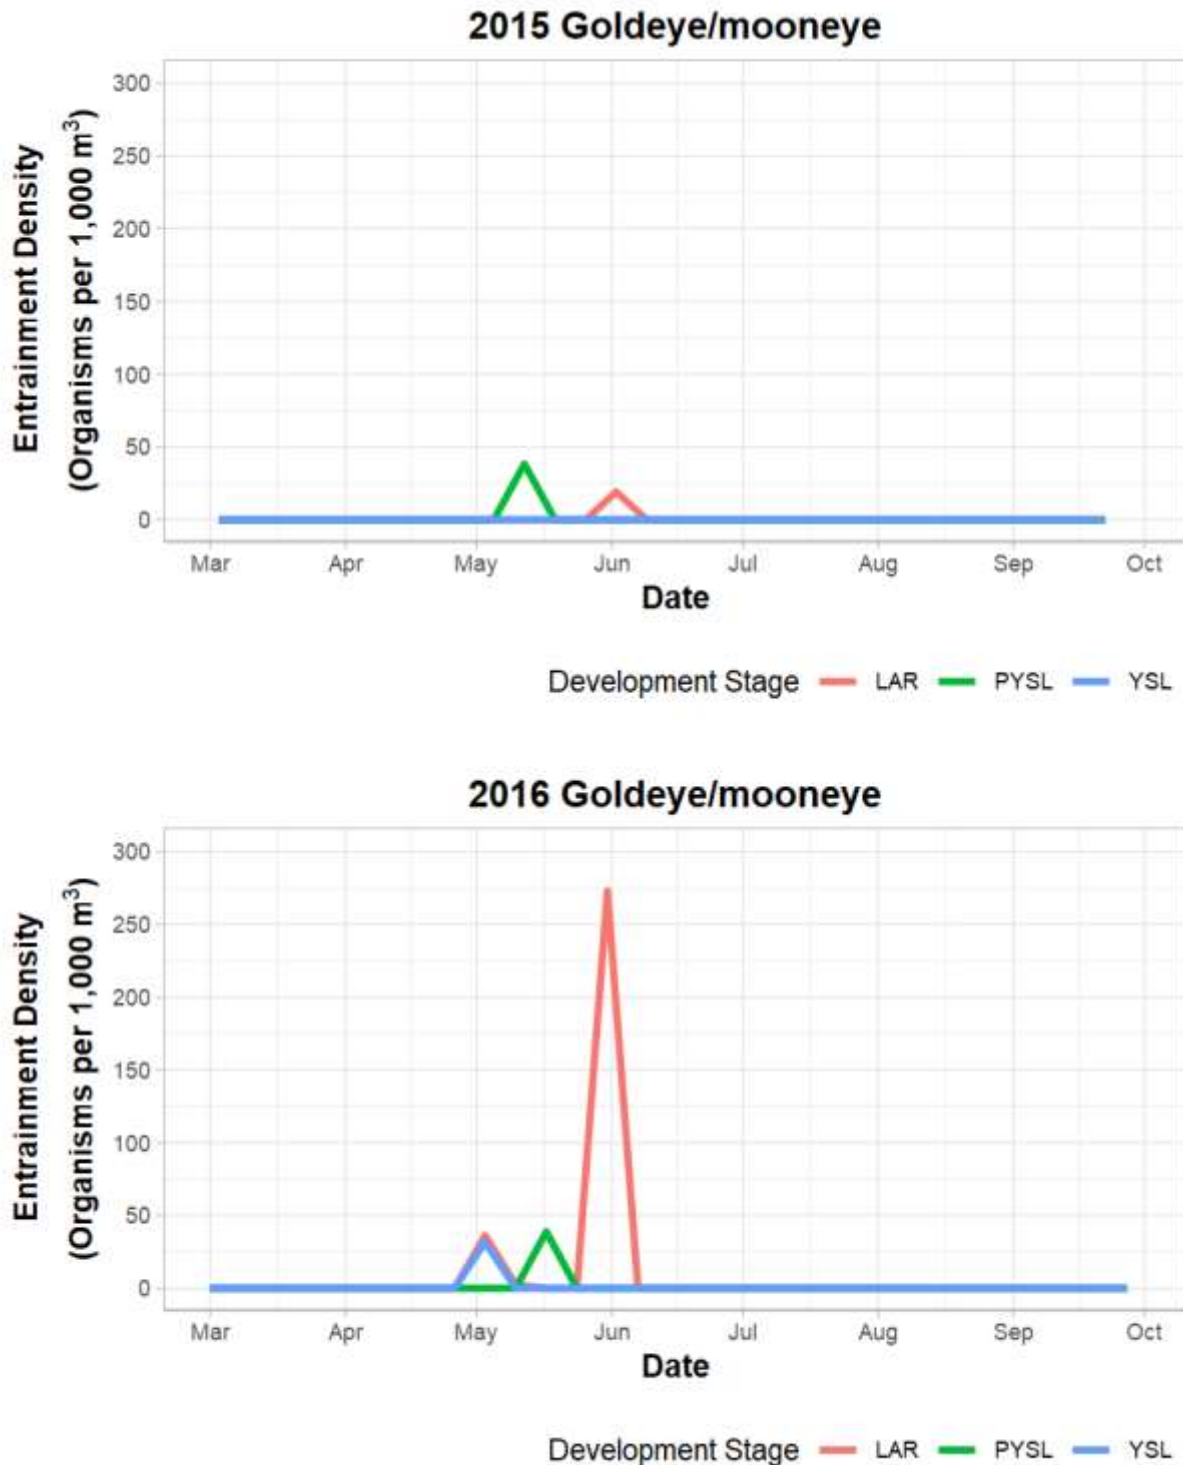 2015 Goldeye/mooneye
Entrainment Density
(Organisms per 1,000 m³)
300
250
200
150
100
50
0
Mar Apr May Jun Jul Aug Sep Oct
Date
Development Stage LAR PYSL YSL
2016 Goldeye/mooneye
Entrainment Density
(Organisms per 1,000 m³)
300
250
200
150
100
50
0
Mar Apr May Jun Jul Aug Sep Oct
Date
Development Stage LAR PYSL YSL